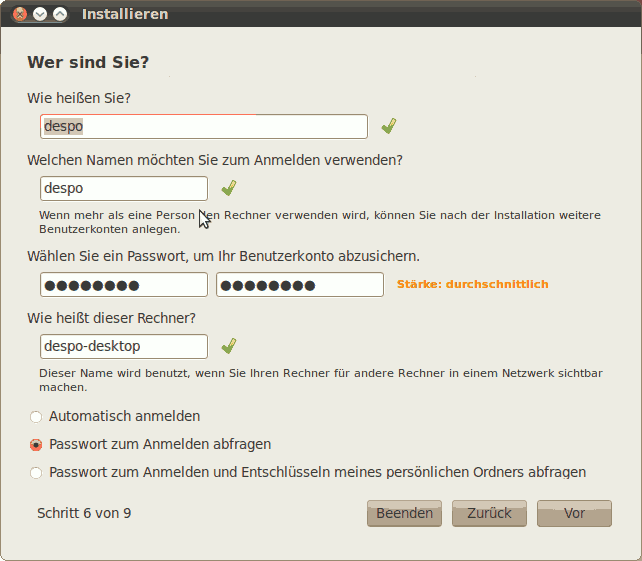 Installieren
Wer sind Sie?
Wie heißen Sie?
despo
Welchen Namen möchten Sie zum Anmelden verwenden?
despo
Wenn mehr als eine Person den Rechner verwenden wird, können Sie nach der Installation weitere
Benutzerkonten anlegen.
Wählen Sie ein Passwort, um Ihr Benutzerkonto abzusichern.
●●●●●●●● ●●●●●●●● Stärke: durchschnittlich
Wie heißt dieser Rechner?
despo-desktop
Dieser Name wird benutzt, wenn Sie Ihren Rechner für andere Rechner in einem Netzwerk sichtbar
machen.
Automatisch anmelden
Passwort zum Anmelden abfragen
Passwort zum Anmelden und Entschlüsseln meines persönlichen Ordners abfragen
Schritt 6 von 9 Beenden Zurück Vor